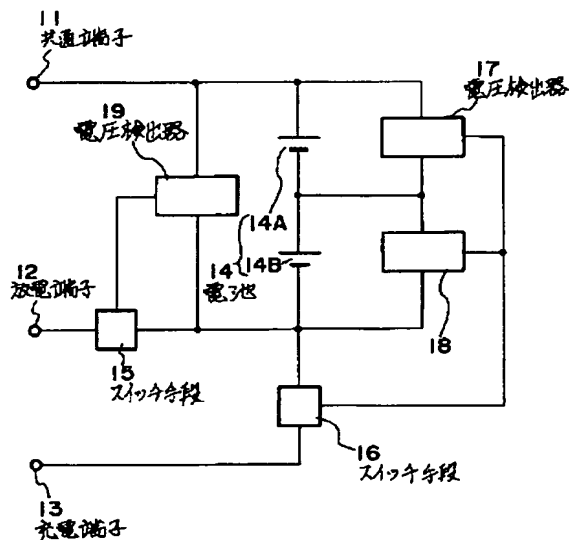 11
共通端子
17
電圧検出器
19
電圧検出器
14A
14B
14
電池
12
放電端子
18
15
スイッチ手段
16
スイッチ手段
13
充電端子